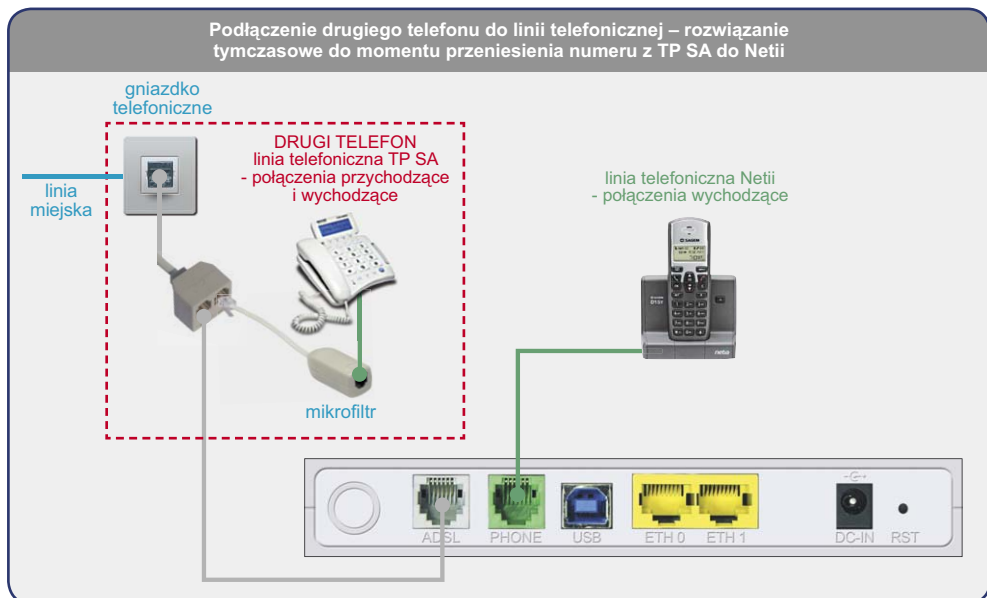 Podłączenie drugiego telefonu do linii telefonicznej – rozwiązanie
tymczasowe do momentu przeniesienia numeru z TP SA do Netii
gniazdko
telefoniczne
DRUGI TELEFON
linia telefoniczna TP SA
- połączenia przychodzące
i wychodzące
linia
miejska
linia telefoniczna Netii
- połączenia wychodzące
netia
mikrofiltr
ADSL
PHONE
USB
ETH 0
ETH 1
DC-IN
RST